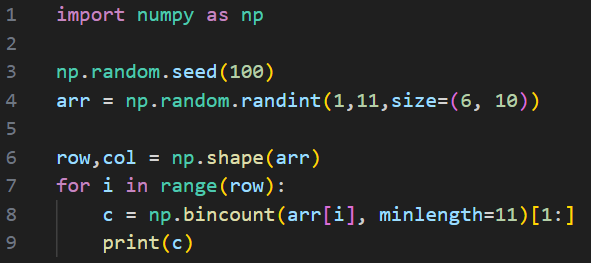 1 import numpy as np
2
3 np.random.seed(100)
4 arr = np.random.randint(1,11,size=(6, 10))
5
6 row,col = np.shape(arr)
7 for i in range(row):
8     c = np.bincount(arr[i], minlength=11)[1:]
9     print(c)